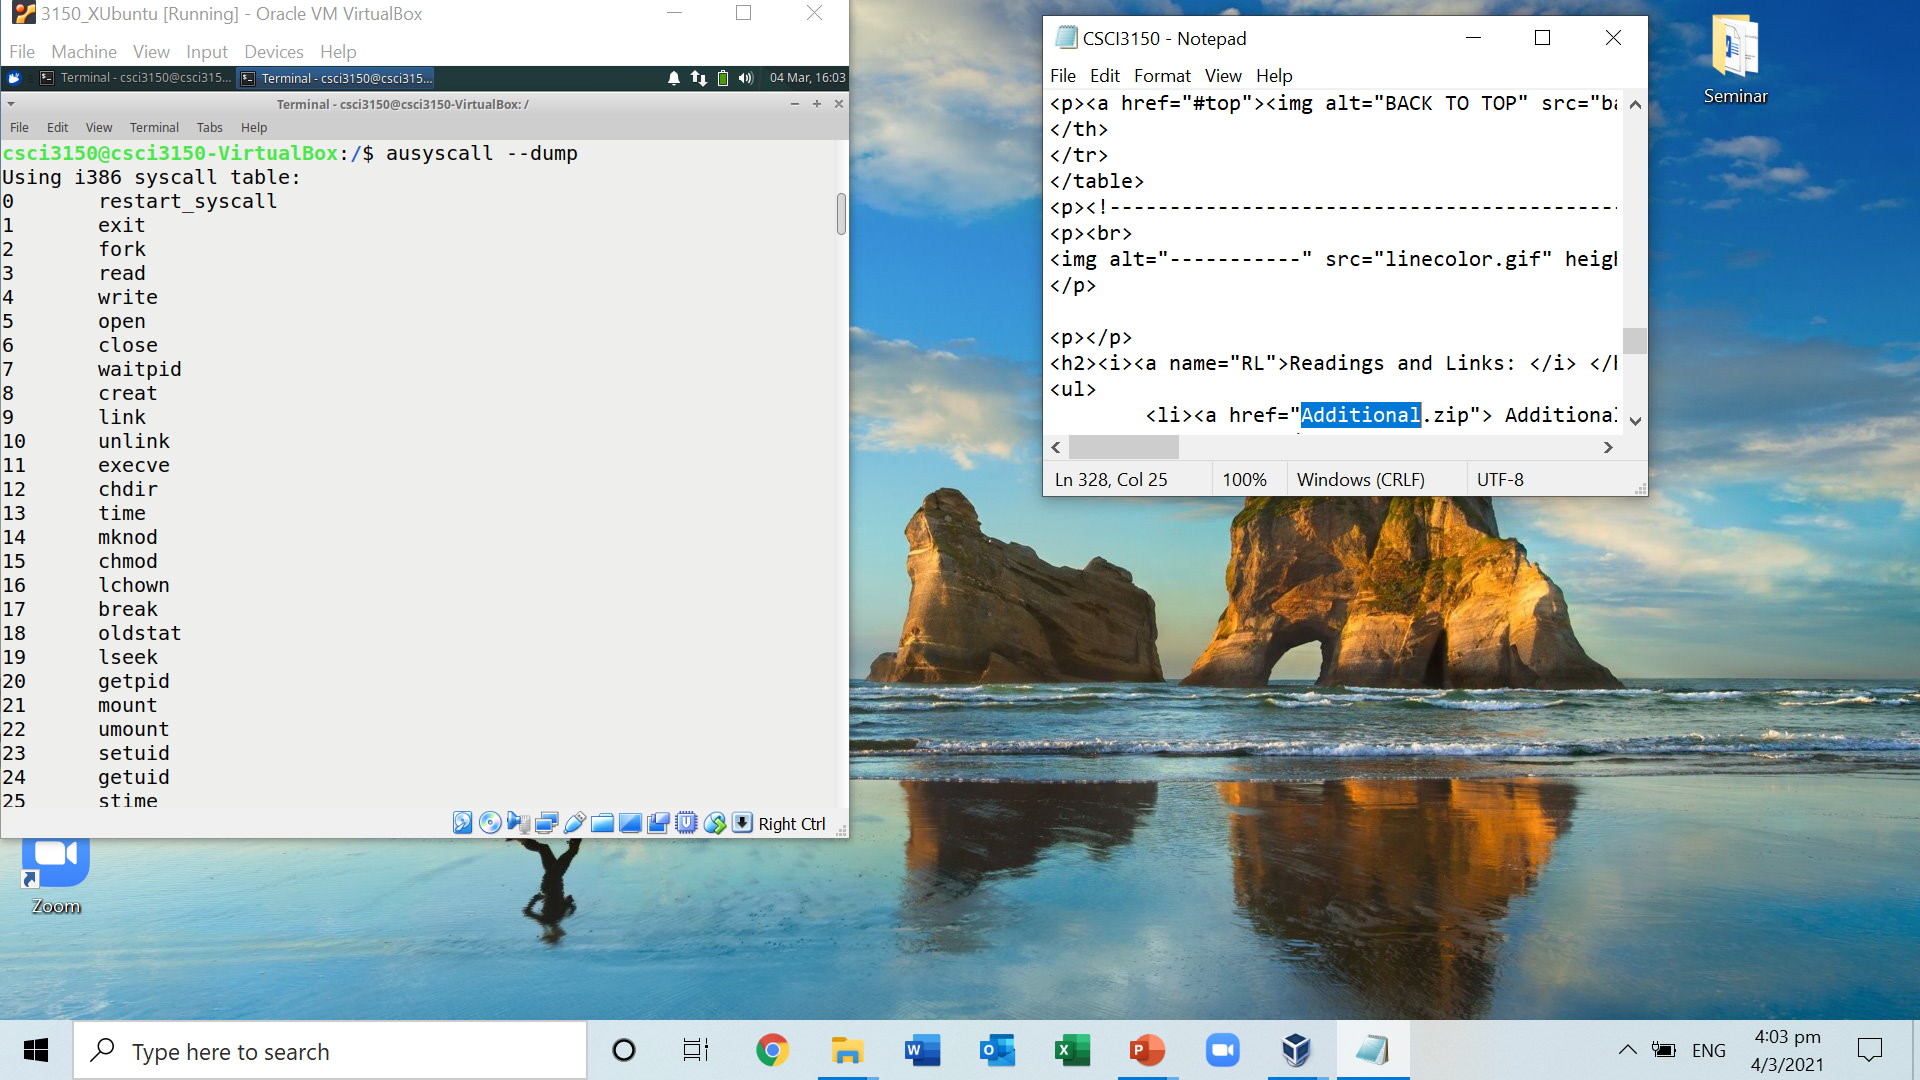 3150_XUbuntu [Running] - Oracle VM VirtualBox
File Machine View Input Devices Help
Terminal - csci3150@csci315... Terminal - csci3150@csci315... 04 Mar, 16:03
Terminal - csci3150@csci3150-VirtualBox: /
File Edit View Terminal Tabs Help
csci3150@csci3150-VirtualBox:/$ ausyscall --dump
Using i386 syscall table:
0 restart_syscall
1 exit
2 fork
3 read
4 write
5 open
6 close
7 waitpid
8 creat
9 link
10 unlink
11 execve
12 chdir
13 time
14 mknod
15 chmod
16 lchown
17 break
18 oldstat
19 lseek
20 getpid
21 mount
22 umount
23 setuid
24 getuid
25 stime
Right Ctrl
CSCI3150 - Notepad
File Edit Format View Help
<p><a href="#top"><img alt="BACK TO TOP" src="ba
</th>
</tr>
</table>
<p><!------------------------------------------
<p><br>
<img alt="-----------" src="linecolor.gif" heigh
</p>
<p></p>
<h2><i><a name="RL">Readings and Links: </i> </h
<ul>
<li><a href="Additional.zip"> Additional
Ln 328, Col 25 100% Windows (CRLF) UTF-8
Seminar
Zoom
Type here to search
ENG
4:03 pm
4/3/2021